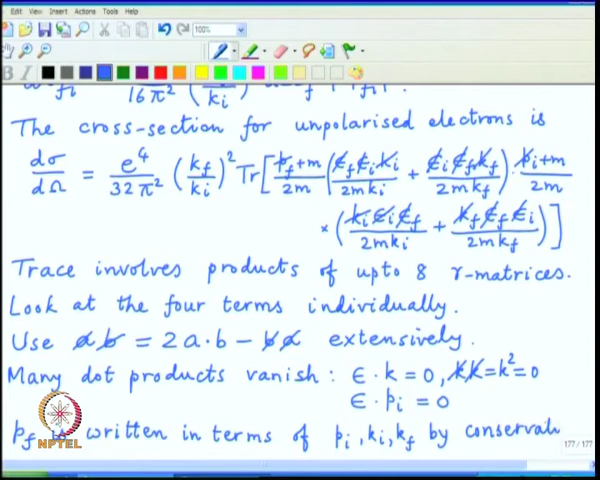 Edit View Insert Actions Tools Help
100%
B I
16π² kᵢ
The cross-section for unpolarised electrons is
dσ/dΩ = e⁴/32π² (k_f/k_i)² Tr[ (p̸_f+m)/2m ( ε̸_f ε̸_i k̸_i/2mk_i + ε̸_i ε̸_f k̸_f/2mk_f ) · (p̸_i+m)/2m
× ( k̸_i ε̸_i ε̸_f/2mk_i + k̸_f ε̸_f ε̸_i/2mk_f ) ]
Trace involves products of upto 8 γ-matrices.
Look at the four terms individually.
Use a̸ b̸ = 2a·b − b̸ a̸ extensively.
Many dot products vanish : ε·k = 0, k̸k̸ = k² = 0
ε·p_i = 0
p_f is written in terms of p_i, k_i, k_f by conservati
NPTEL
177 / 177